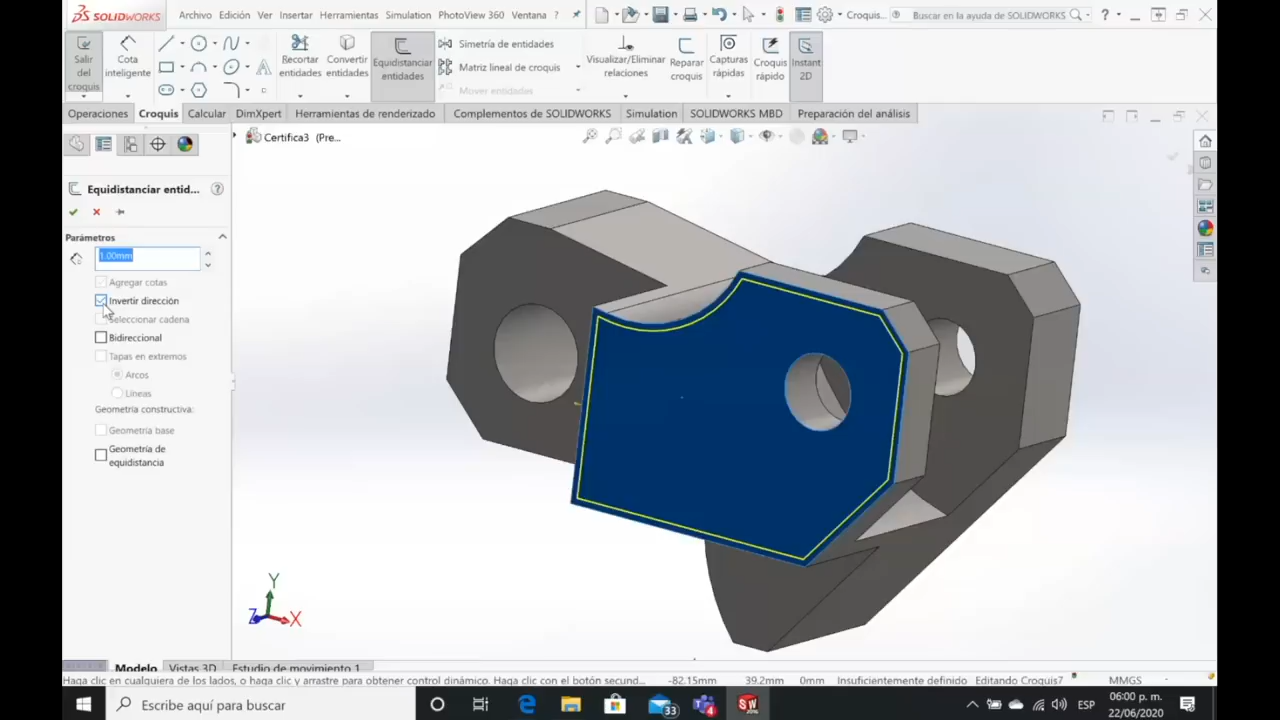 SOLIDWORKS
Archivo Edición Ver Insertar Herramientas Simulation PhotoView 360 Ventana ?
Croquis...
Buscar en la ayuda de SOLIDWORKS
?
Salir del croquis
Cota inteligente
Recortar entidades
Convertir entidades
Equidistanciar entidades
Simetría de entidades
Matriz lineal de croquis
Mover entidades
Visualizar/Eliminar relaciones
Reparar croquis
Capturas rápidas
Croquis rápido
Instant 2D
Operaciones Croquis Calcular DimXpert Herramientas de renderizado Complementos de SOLIDWORKS Simulation SOLIDWORKS MBD Preparación del análisis
Certifica3 (Pre...
Equidistanciar entid... ?
Parámetros
1.00mm
Agregar cotas
Invertir dirección
Seleccionar cadena
Bidireccional
Tapas en extremos
Arcos
Líneas
Geometría constructiva:
Geometría base
Geometría de
equidistancia
Y
Z X
Modelo Vistas 3D Estudio de movimiento 1
Haga clic en cualquiera de los lados, o haga clic y arrastre para obtener control dinámico. Haga clic con el botón secund... -82.15mm 39.2mm 0mm Insuficientemente definido Editando Croquis7 MMGS
Escribe aquí para buscar
33
4
SW
ESP
06:00 p. m.
22/06/2020